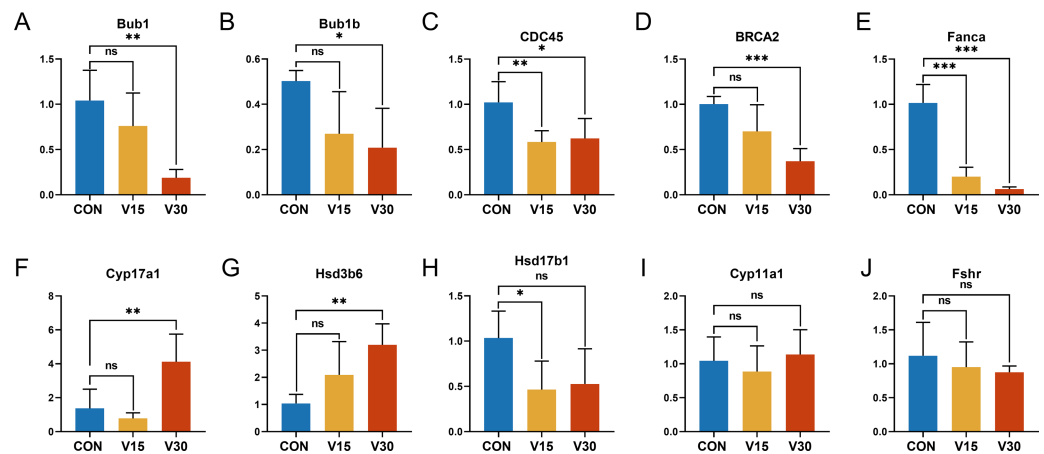 A Bub1
**
ns
1.5
1.0
0.5
0.0
CON V15 V30
B Bub1b
*
ns
0.6
0.4
0.2
0.0
CON V15 V30
C CDC45
*
**
1.5
1.0
0.5
0.0
CON V15 V30
D BRCA2
***
ns
1.5
1.0
0.5
0.0
CON V15 V30
E Fanca
***
***
1.5
1.0
0.5
0.0
CON V15 V30
F Cyp17a1
**
ns
8
6
4
2
0
CON V15 V30
G Hsd3b6
**
ns
5
4
3
2
1
0
CON V15 V30
H Hsd17b1
ns
*
1.5
1.0
0.5
0.0
CON V15 V30
I Cyp11a1
ns
ns
2.0
1.5
1.0
0.5
0.0
CON V15 V30
J Fshr
ns
ns
2.0
1.5
1.0
0.5
0.0
CON V15 V30